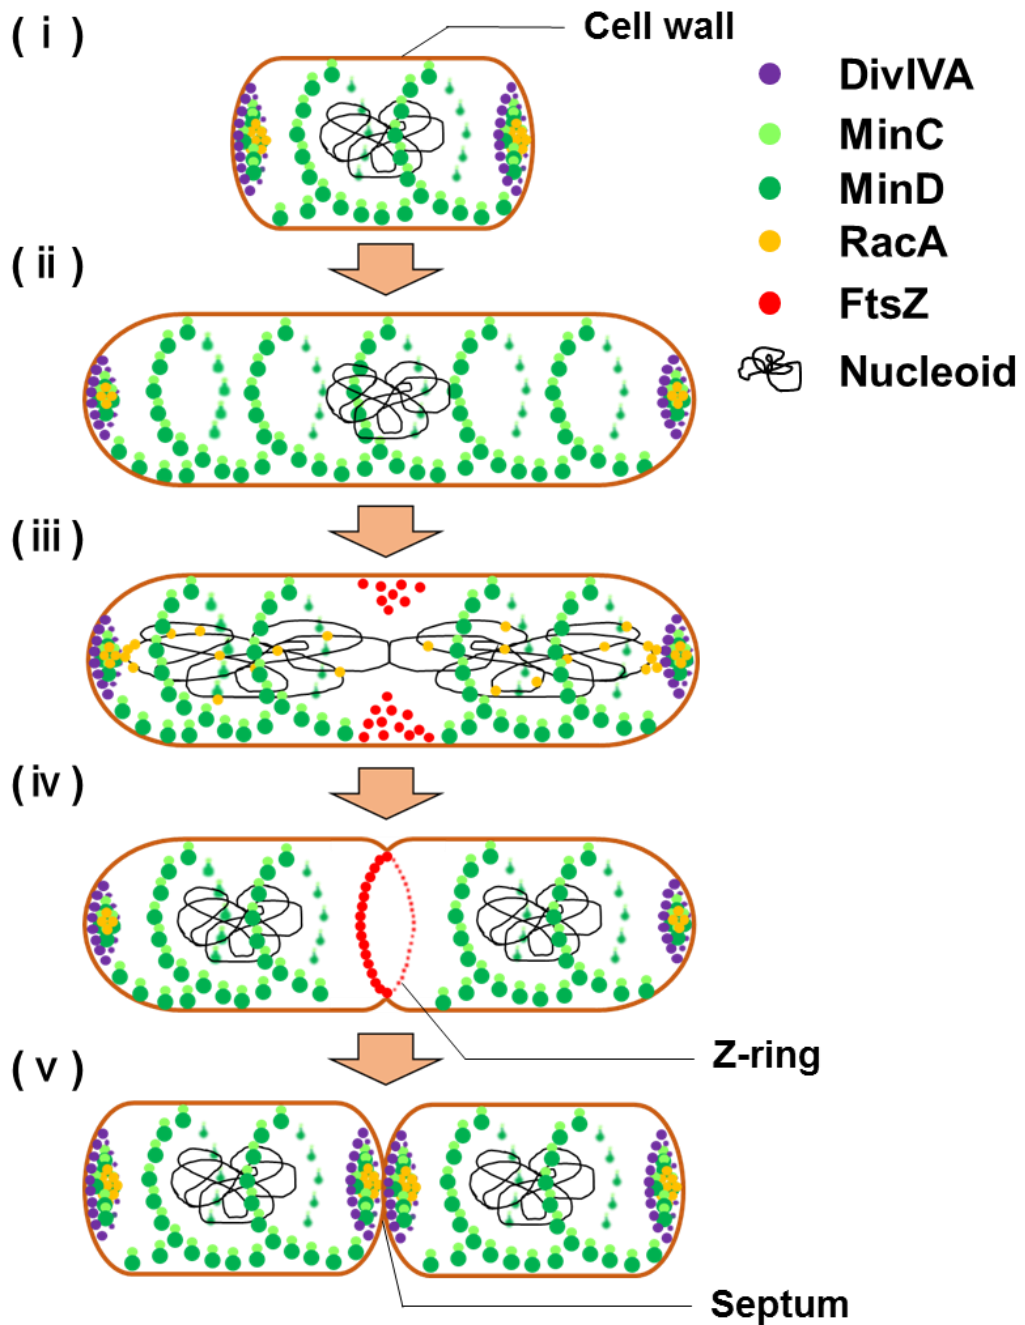 ( i )
Cell wall
DivIVA
MinC
MinD
RacA
FtsZ
Nucleoid
( ii )
( iii )
( iv )
Z-ring
( v )
Septum